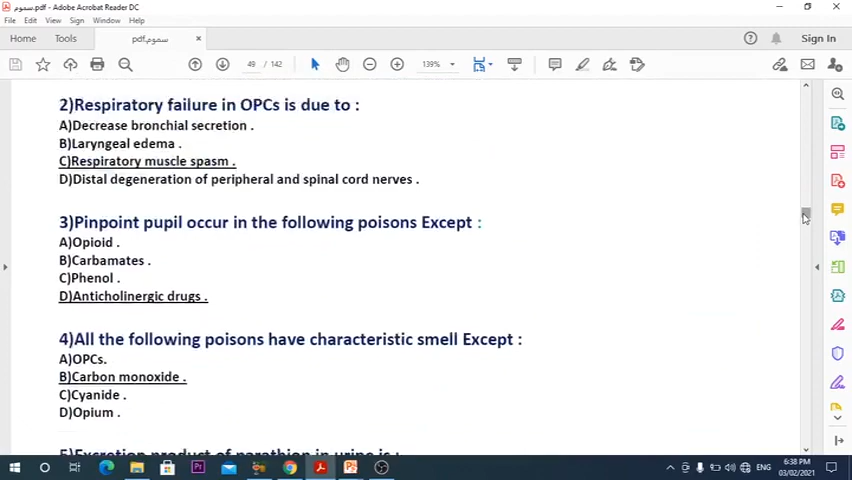 سموم.pdf - Adobe Acrobat Reader DC
File Edit View Sign Window Help
Home Tools سموم.pdf × Sign In
49 / 142 139%
2)Respiratory failure in OPCs is due to :
A)Decrease bronchial secretion .
B)Laryngeal edema .
C)Respiratory muscle spasm .
D)Distal degeneration of peripheral and spinal cord nerves .
3)Pinpoint pupil occur in the following poisons Except :
A)Opioid .
B)Carbamates .
C)Phenol .
D)Anticholinergic drugs .
4)All the following poisons have characteristic smell Except :
A)OPCs.
B)Carbon monoxide .
C)Cyanide .
D)Opium .
5)Excretion product of parathion in urine is :
ENG 6:38 PM
03/02/2021